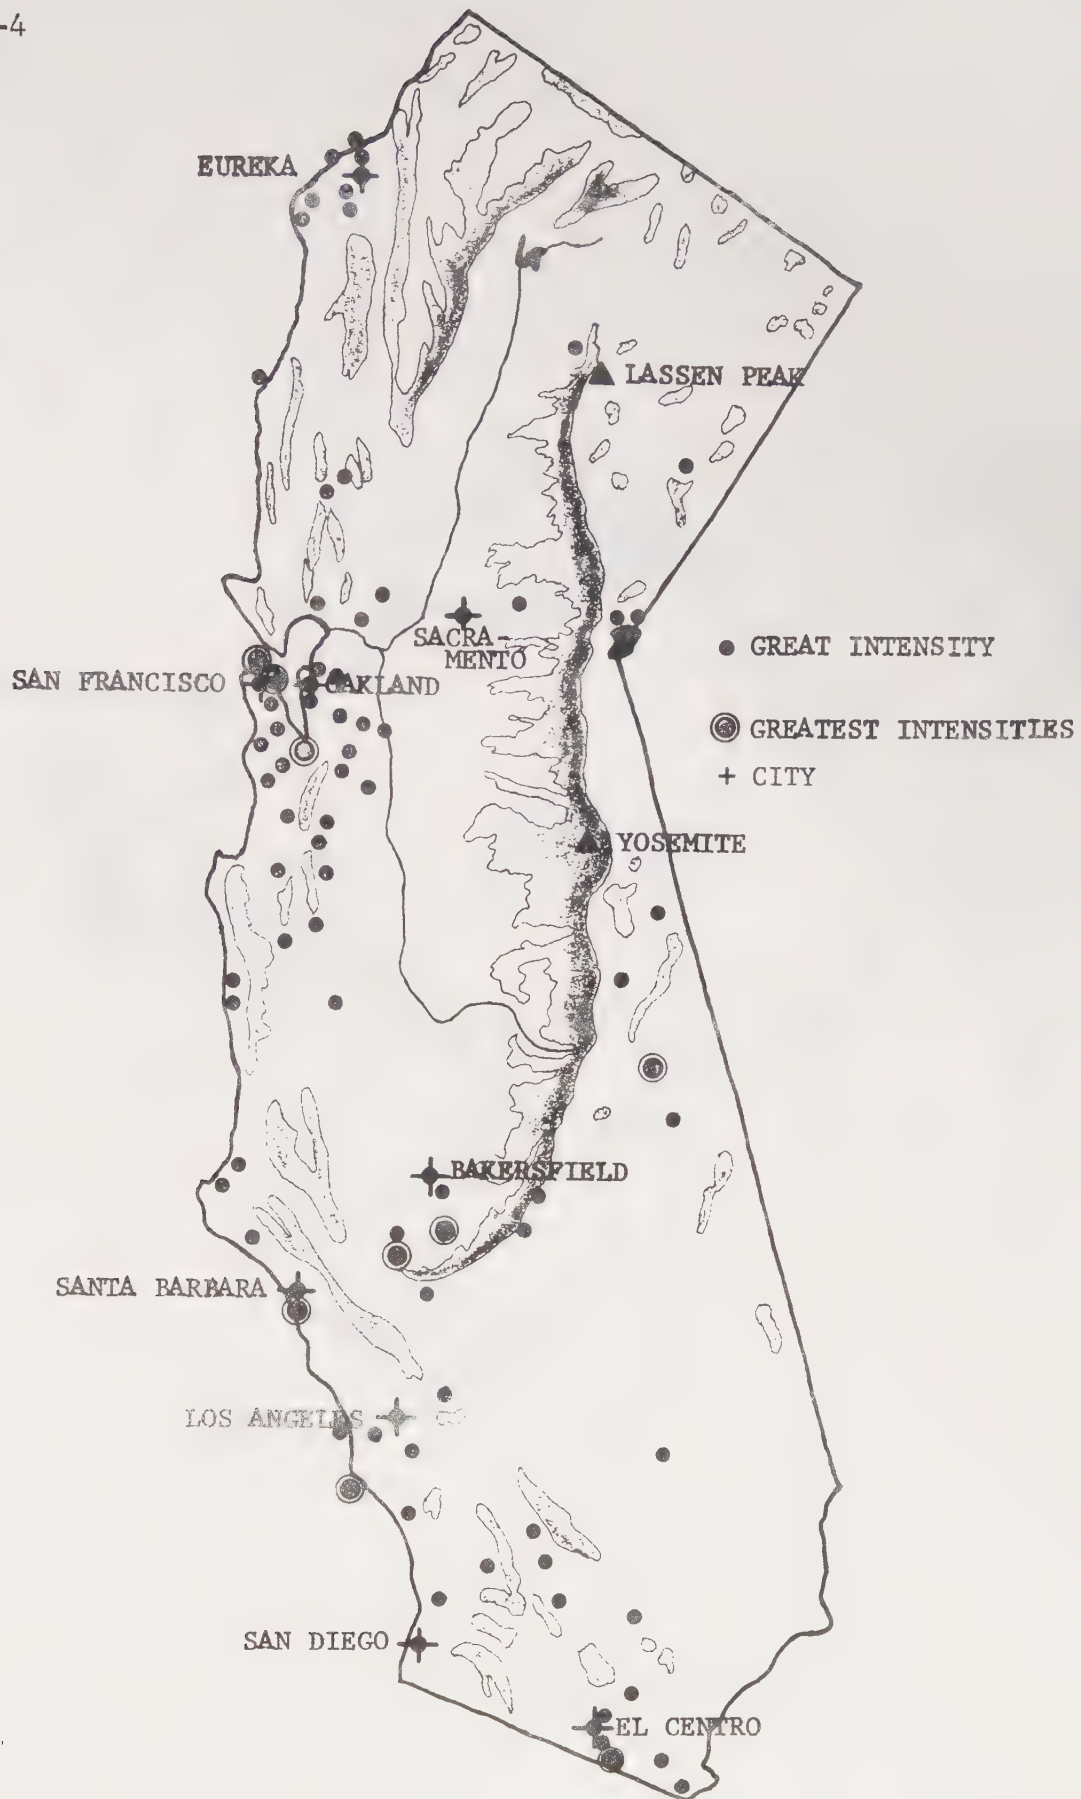 -4
EUREKA
LASSEN PEAK
SACRA-
MENTO
SAN FRANCISCO
OAKLAND
GREAT INTENSITY
GREATEST INTENSITIES
+ CITY
YOSEMITE
BAKERSFIELD
SANTA BARBARA
LOS ANGELES
SAN DIEGO
EL CENTRO